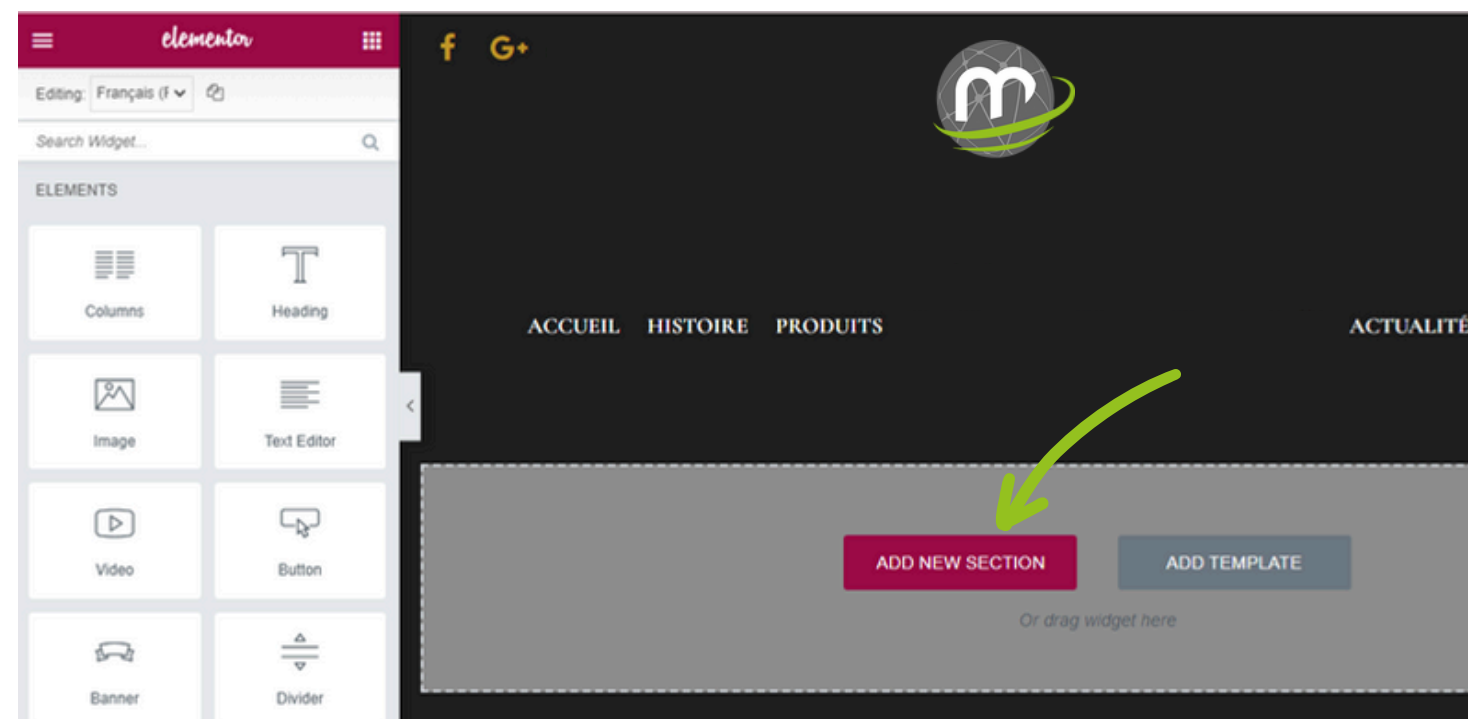 elementor
Editing: Français (F
Search Widget...
ELEMENTS
Columns
Heading
Image
Text Editor
Video
Button
Banner
Divider
f G+
m
ACCUEIL HISTOIRE PRODUITS
ACTUALITÉ
ADD NEW SECTION
ADD TEMPLATE
Or drag widget here